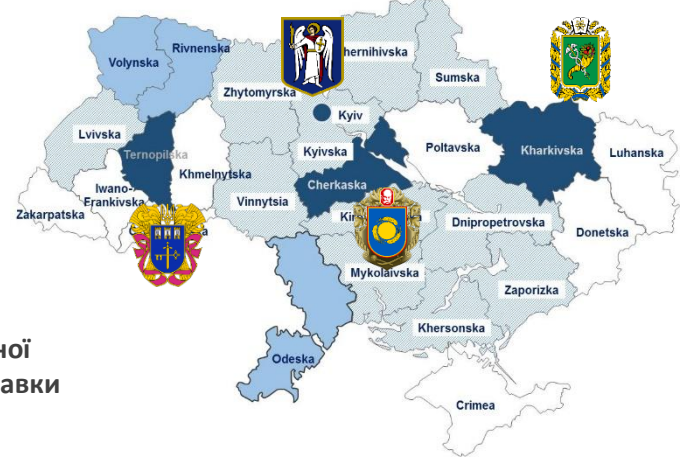 Rivnenska
Volynska
hernihivska
Sumska
Zhytomyrska
Kyiv
Lvivska
Ternopilska
Kyivska
Poltavska
Kharkivska
Luhanska
Khmelnytska
Cherkaska
Iwano-
Frankivska
Vinnytsia
Zakarpatska
Dnipropetrovska
Donetska
Mykolaivska
Zaporizka
Khersonska
ної
Odeska
авки
Crimea